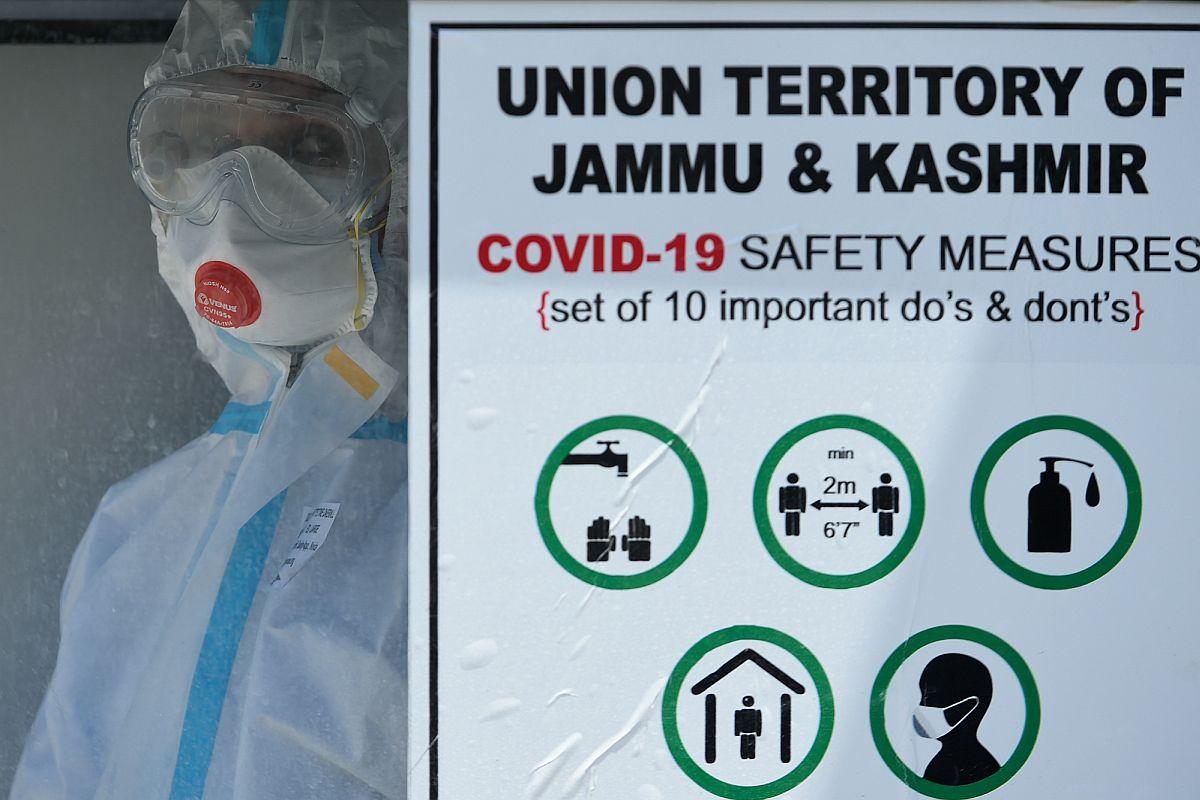 UNION TERRITORY OF
JAMMU & KASHMIR
COVID-19 SAFETY MEASURES
{set of 10 important do's & dont's}
min
2m
6'7"
VENUS
CVN95+